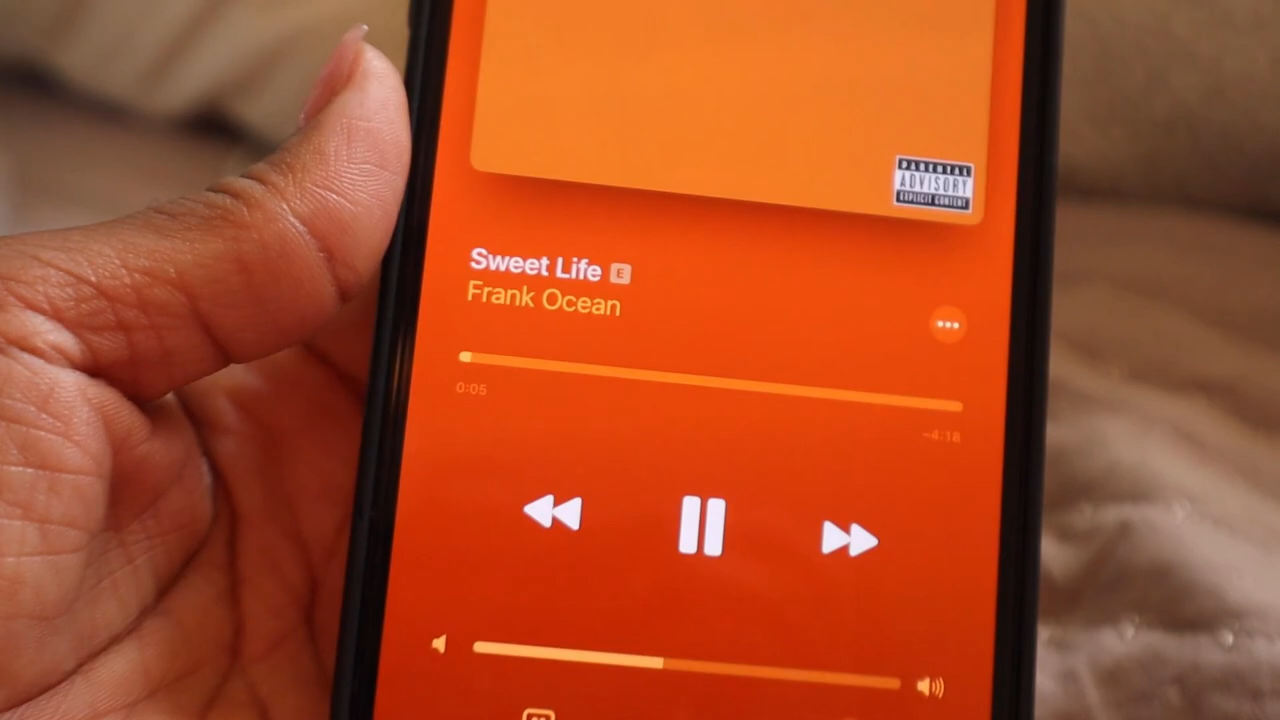 PARENTAL
ADVISORY
EXPLICIT CONTENT
Sweet Life E
Frank Ocean
0:05
-4:18